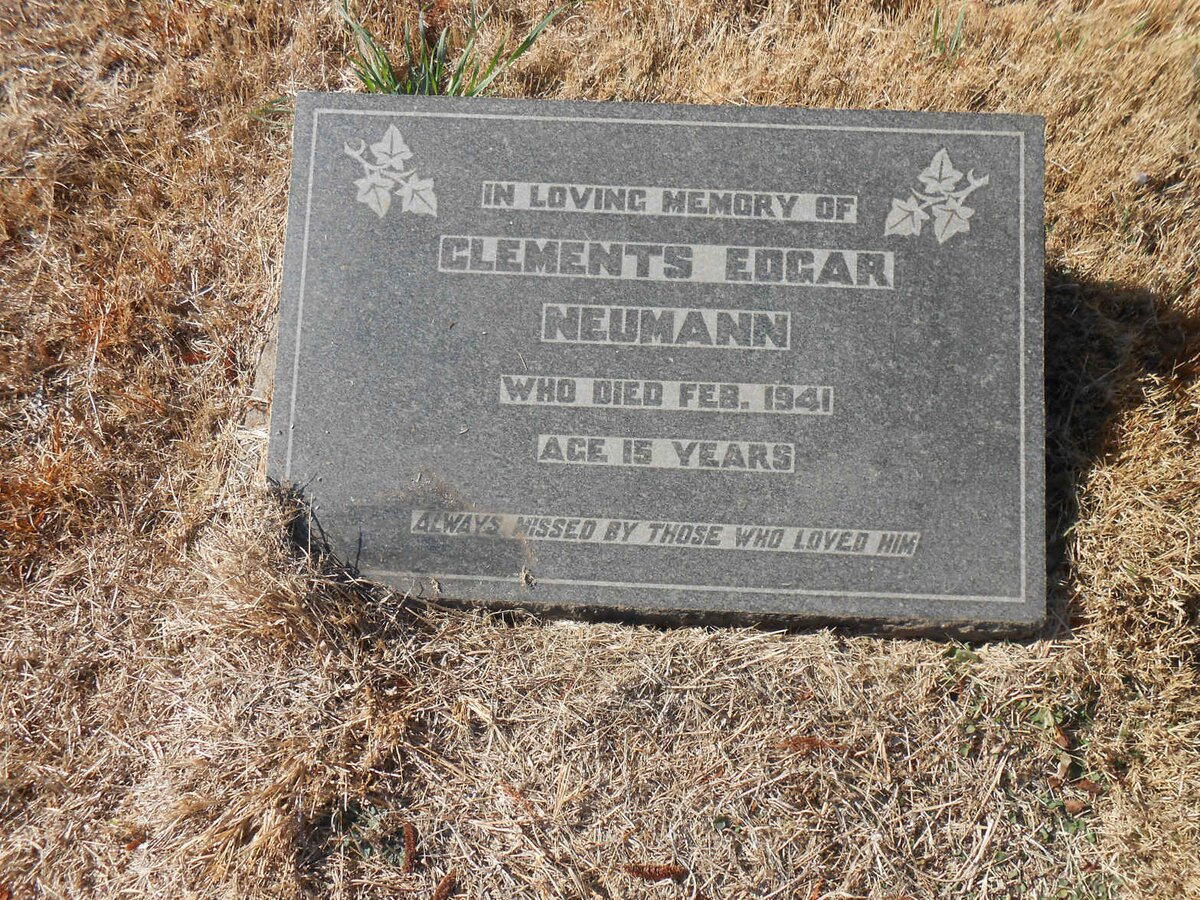 IN LOVING MEMORY OF
CLEMENTS EDGAR
NEUMANN
WHO DIED FEB. 1941
AGE 15 YEARS
ALWAYS MISSED BY THOSE WHO LOVED HIM